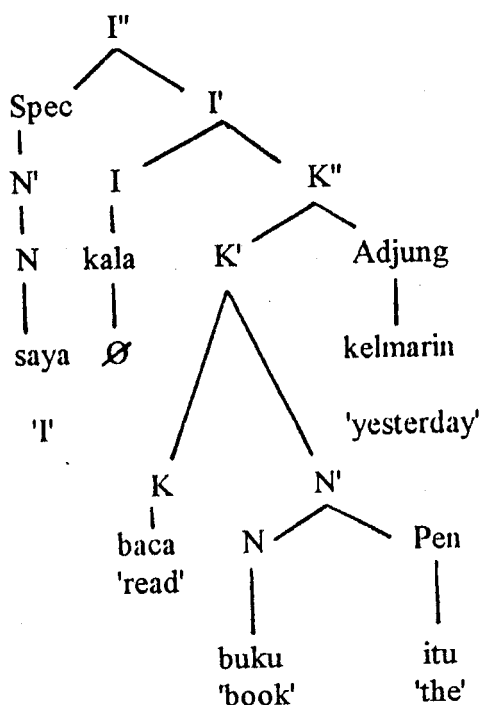 I"
Spec I'
N' I K"
N kala K' Adjung
saya Ø kelmarin
'I' 'yesterday'
K N'
baca N Pen
'read'
buku itu
'book' 'the'